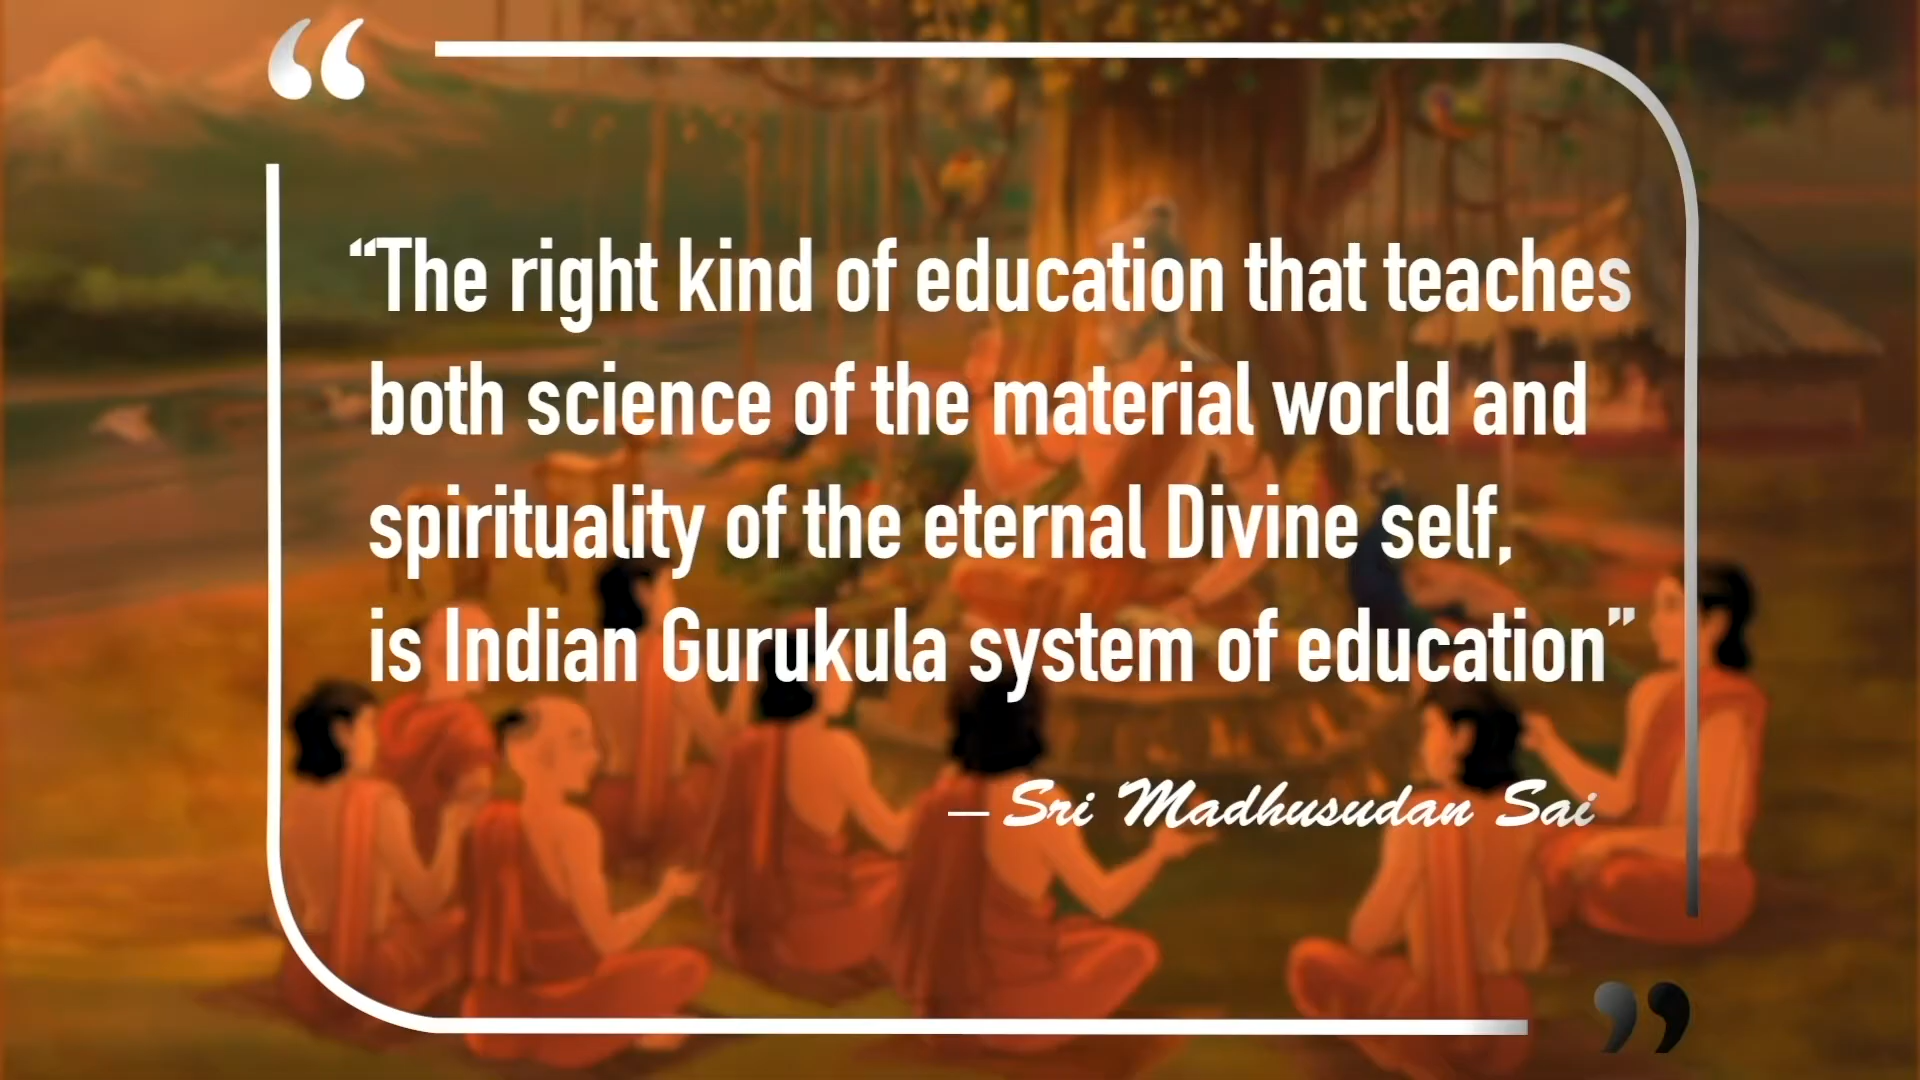 “The right kind of education that teaches
both science of the material world and
spirituality of the eternal Divine self,
is Indian Gurukula system of education”
— Sri Madhusudan Sai